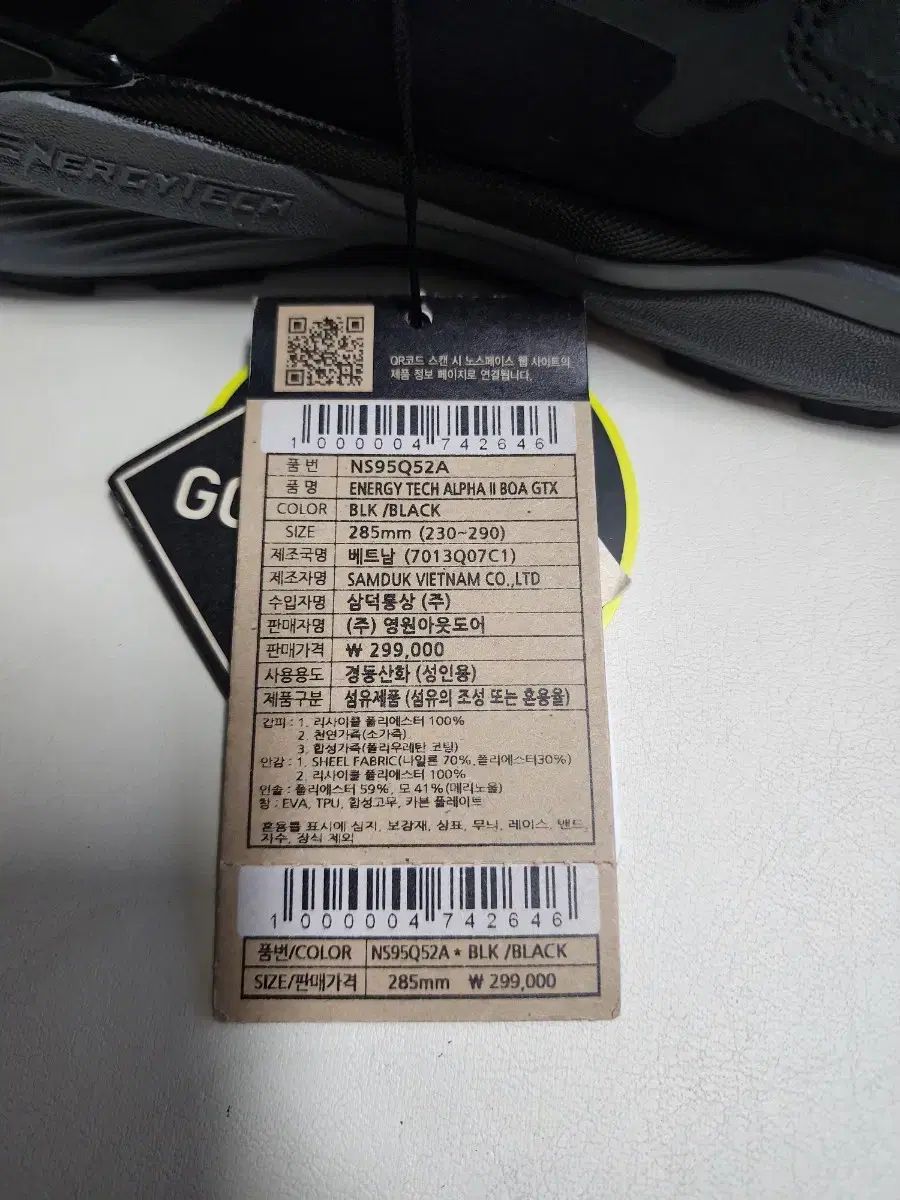 ENERGYTECH
QR코드 스캔 시 노스페이스 웹 사이트의
제품 정보 페이지로 연결됩니다.
GO
1 000004 742646
품 번 NS95Q52A
품 명 ENERGY TECH ALPHA II BOA GTX
COLOR BLK /BLACK
SIZE 285mm (230~290)
제조국명 베트남 (7013Q07C1)
제조자명 SAMDUK VIETNAM CO.,LTD
수입자명 삼덕통상 (주)
판매자명 (주) 영원아웃도어
판매가격 ₩ 299,000
사용용도 경등산화 (성인용)
제품구분 섬유제품 (섬유의 조성 또는 혼용율)
갑피 : 1. 리사이클 폴리에스터 100%
2. 천연가죽(소가죽)
3. 합성가죽(폴리우레탄 코팅)
안감 : 1. SHEEL FABRIC(나일론 70%,폴리에스터30%)
2. 리사이클 폴리에스터 100%
인솔 : 폴리에스터 59%, 모 41%(메리노울)
창 : EVA, TPU, 합성고무, 카본 플레이트
혼용률 표시에 심지, 보강재, 상표, 무늬, 레이스, 밴드,
자수, 장식 제외
1 000004 742646
품번/COLOR NS95Q52A * BLK /BLACK
SIZE/판매가격 285mm ₩ 299,000